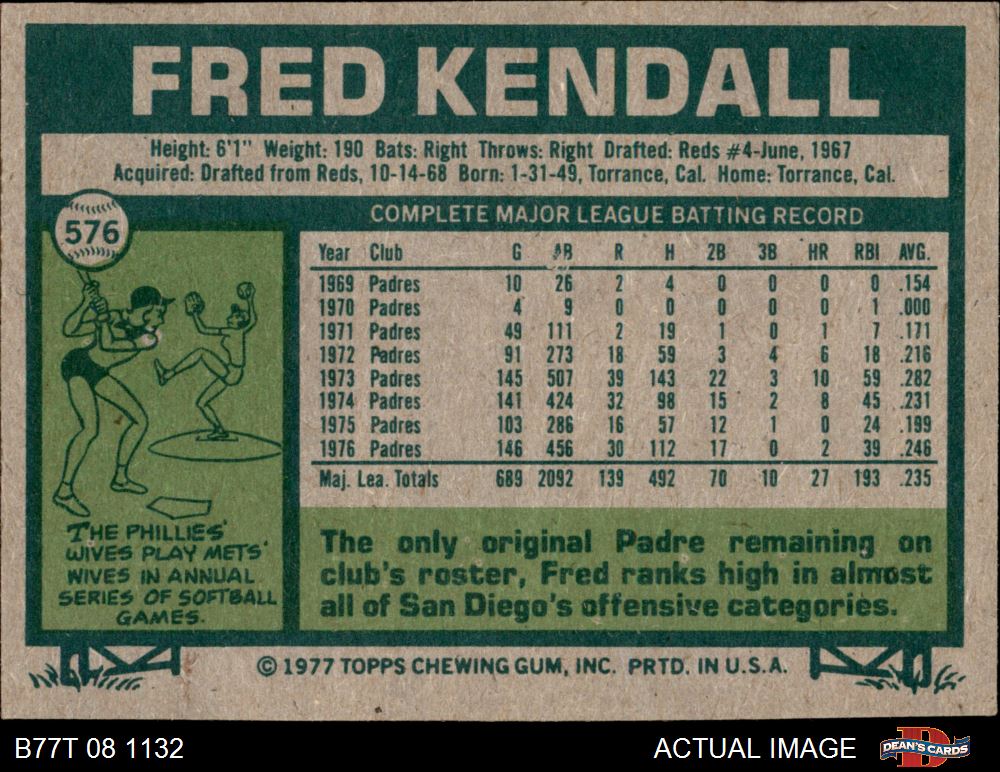 FRED KENDALL
Height: 6'1" Weight: 190 Bats: Right Throws: Right Drafted: Reds #4-June, 1967
Acquired: Drafted from Reds, 10-14-68 Born: 1-31-49, Torrance, Cal. Home: Torrance, Cal.
576
COMPLETE MAJOR LEAGUE BATTING RECORD
Year Club G AB R H 2B 3B HR RBI AVG.
1969 Padres 10 26 2 4 0 0 0 0 .154
1970 Padres 4 9 0 0 0 0 0 1 .000
1971 Padres 49 111 2 19 1 0 1 7 .171
1972 Padres 91 273 18 59 3 4 6 18 .216
1973 Padres 145 507 39 143 22 3 10 59 .282
1974 Padres 141 424 32 98 15 2 8 45 .231
1975 Padres 103 286 16 57 12 1 0 24 .199
1976 Padres 146 456 30 112 17 0 2 39 .246
Maj. Lea. Totals 689 2092 139 492 70 10 27 193 .235
THE PHILLIES'
WIVES PLAY METS'
WIVES IN ANNUAL
SERIES OF SOFTBALL
GAMES.
The only original Padre remaining on
club's roster, Fred ranks high in almost
all of San Diego's offensive categories.
© 1977 TOPPS CHEWING GUM, INC. PRTD. IN U.S.A.
B77T 08 1132
ACTUAL IMAGE
D
DEAN'S CARDS